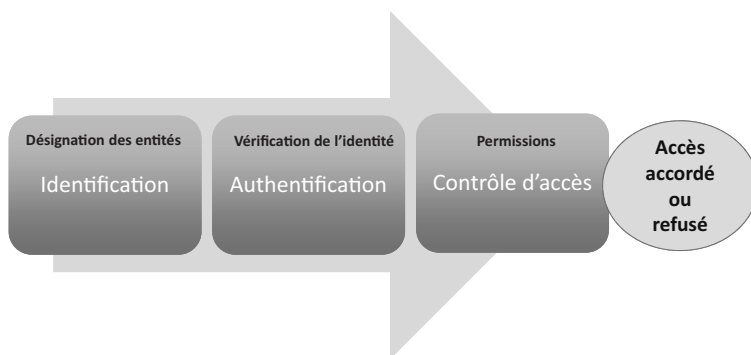 Désignation des entités
Identification
Vérification de l’identité
Authentification
Permissions
Contrôle d’accès
Accès
accordé
ou
refusé